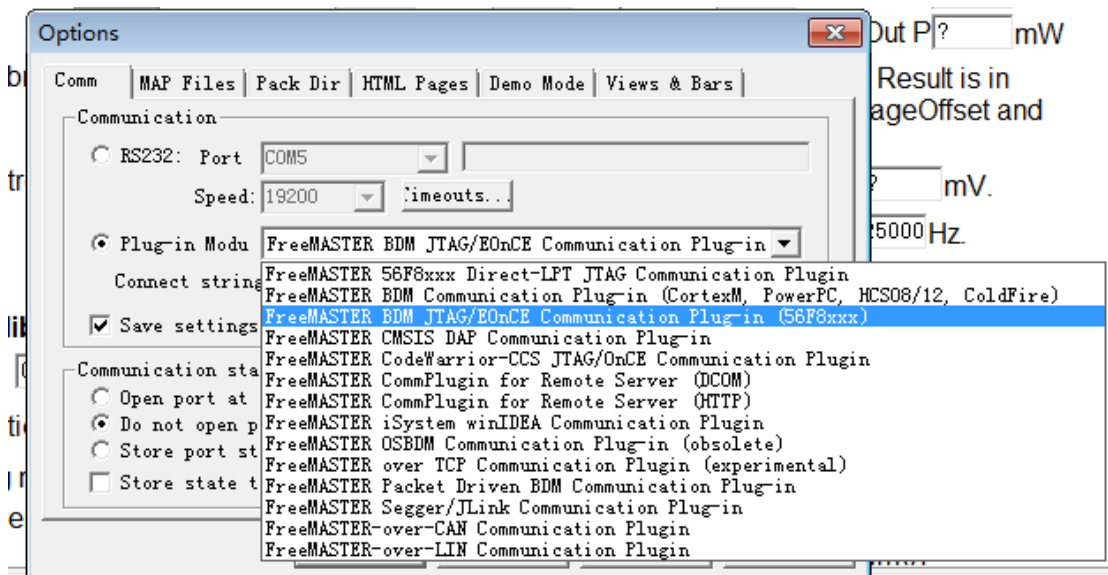 Options
Out P ? mW
Comm MAP Files Pack Dir HTML Pages Demo Mode Views & Bars
Result is in
Communication
ageOffset and
RS232: Port COM5
Speed: 19200 Timeouts...
mV.
Plug-in Modu FreeMASTER BDM JTAG/EOnCE Communication Plug-in
5000 Hz.
Connect string
FreeMASTER 56F8xxx Direct-LPT JTAG Communication Plugin
FreeMASTER BDM Communication Plug-in (CortexM, PowerPC, HCS08/12, ColdFire)
FreeMASTER BDM JTAG/EOnCE Communication Plug-in (56F8xxx)
Save settings
FreeMASTER CMSIS DAP Communication Plug-in
FreeMASTER CodeWarrior-CCS JTAG/OnCE Communication Plugin
Communication sta
FreeMASTER CommPlugin for Remote Server (DCOM)
Open port at
FreeMASTER CommPlugin for Remote Server (HTTP)
Do not open p
FreeMASTER iSystem winIDEA Communication Plugin
FreeMASTER OSBDM Communication Plug-in (obsolete)
Store port st
FreeMASTER over TCP Communication Plugin (experimental)
Store state t
FreeMASTER Packet Driven BDM Communication Plug-in
FreeMASTER Segger/JLink Communication Plug-in
FreeMASTER-over-CAN Communication Plugin
FreeMASTER-over-LIN Communication Plugin